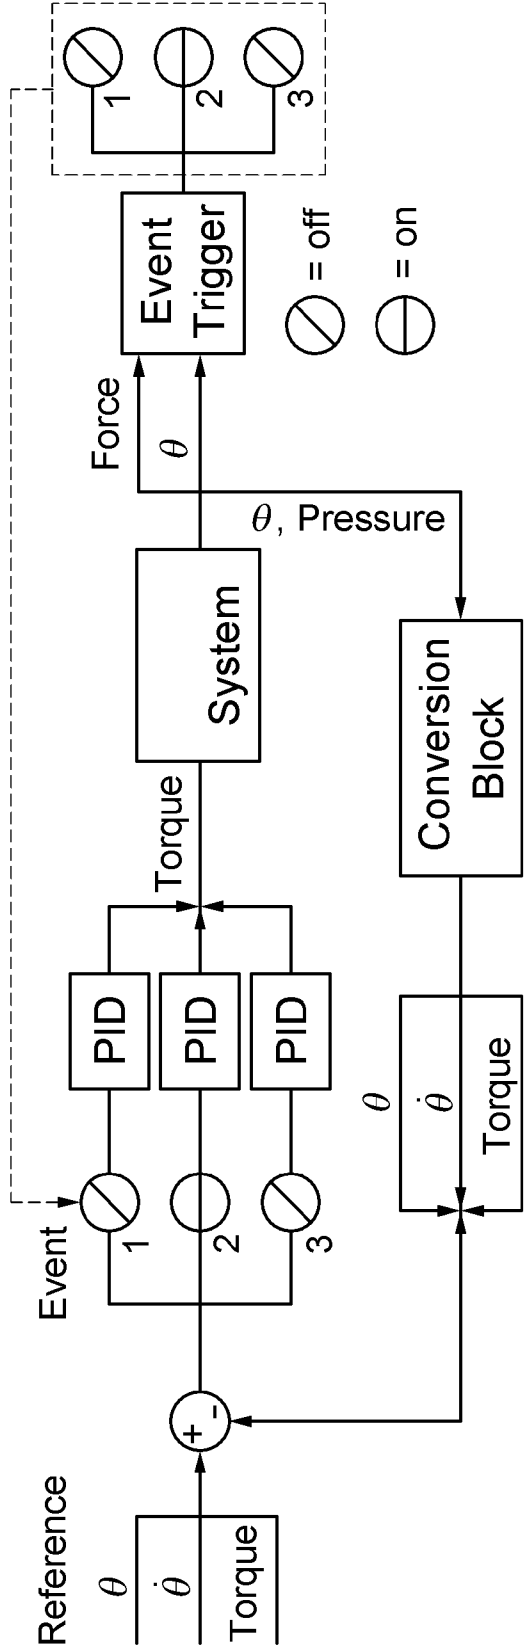 Reference
θ
θ̇
Torque
+
-
Event
1
2
3
PID
PID
PID
Torque
System
Force
θ
θ, Pressure
Event
Trigger
1
2
3
= off
= on
Conversion
Block
θ
θ̇
Torque